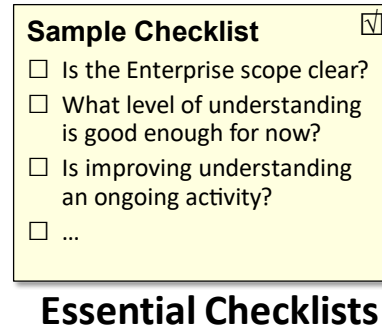 Sample Checklist √
☐ Is the Enterprise scope clear?
☐ What level of understanding
is good enough for now?
☐ Is improving understanding
an ongoing activity?
☐ ...
Essential Checklists